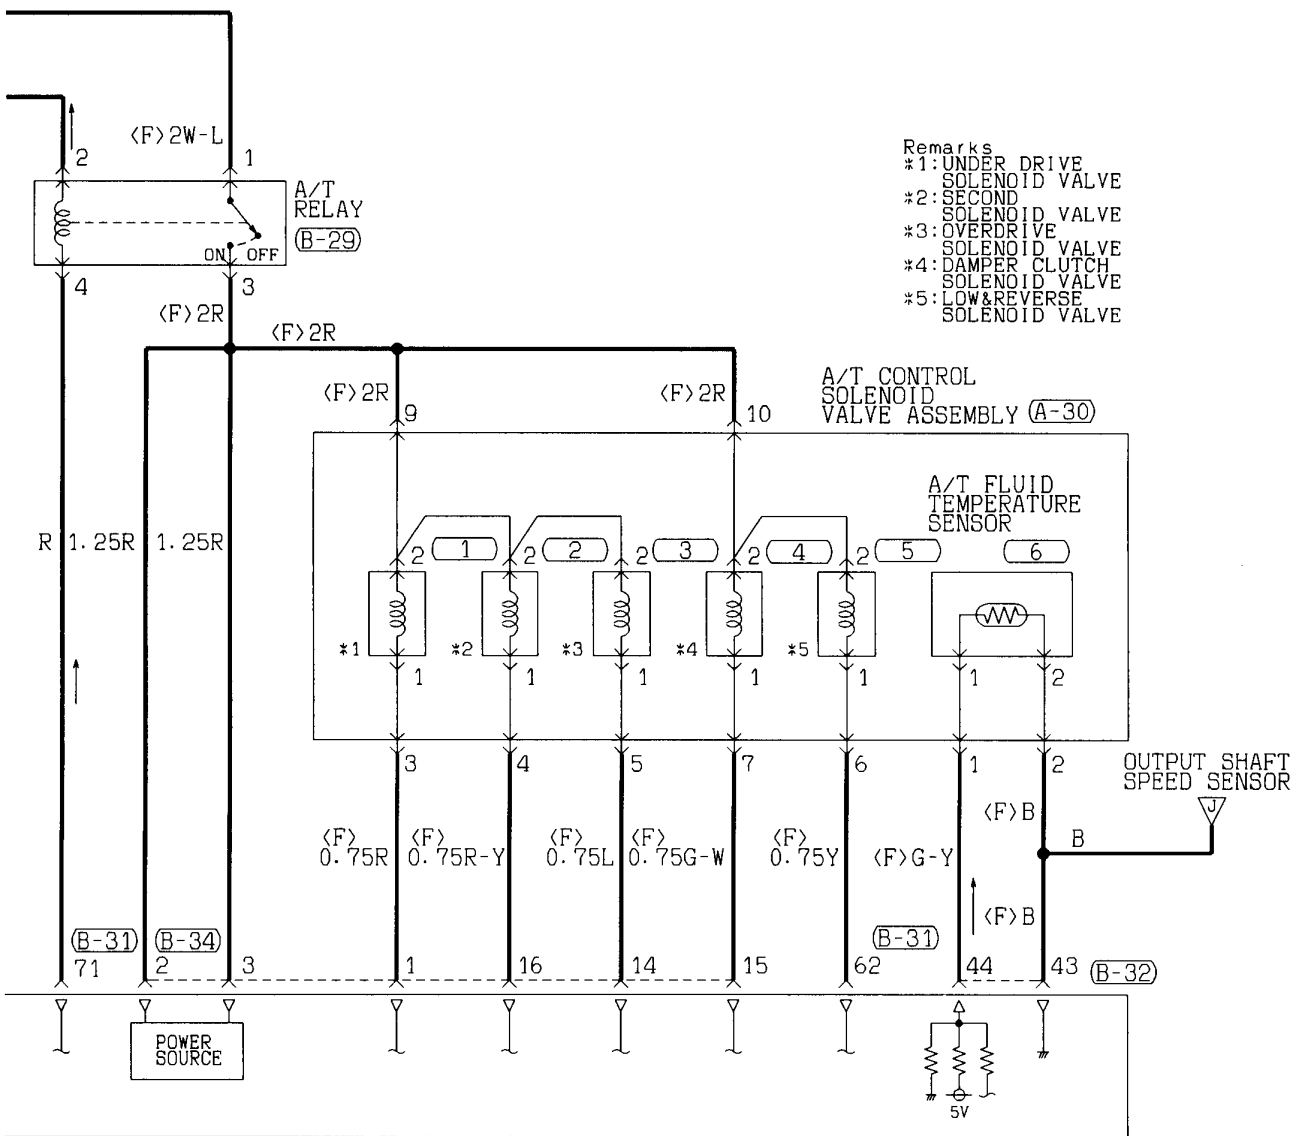 <F>2W-L
2
1
A/T
RELAY
(B-29)
ON OFF
4
3
<F>2R
<F>2R
<F>2R
<F>2R
9
10
Remarks
*1:UNDER DRIVE
SOLENOID VALVE
*2:SECOND
SOLENOID VALVE
*3:OVERDRIVE
SOLENOID VALVE
*4:DAMPER CLUTCH
SOLENOID VALVE
*5:LOW&REVERSE
SOLENOID VALVE
A/T CONTROL
SOLENOID
VALVE ASSEMBLY (A-30)
A/T FLUID
TEMPERATURE
SENSOR
R 1.25R 1.25R
2 1 2 2 2 3 2 4 2 5 6
*1 *2 *3 *4 *5
1 1 1 1 1 1 2
3 4 5 7 6 1 2
OUTPUT SHAFT
SPEED SENSOR
J
<F>B
B
<F>
0.75R
<F>
0.75R-Y
<F>
0.75L
<F>
0.75G-W
<F>
0.75Y
<F>G-Y
<F>B
(B-31) (B-34) (B-31)
71 2 3 1 16 14 15 62 44 43 (B-32)
POWER
SOURCE
5V